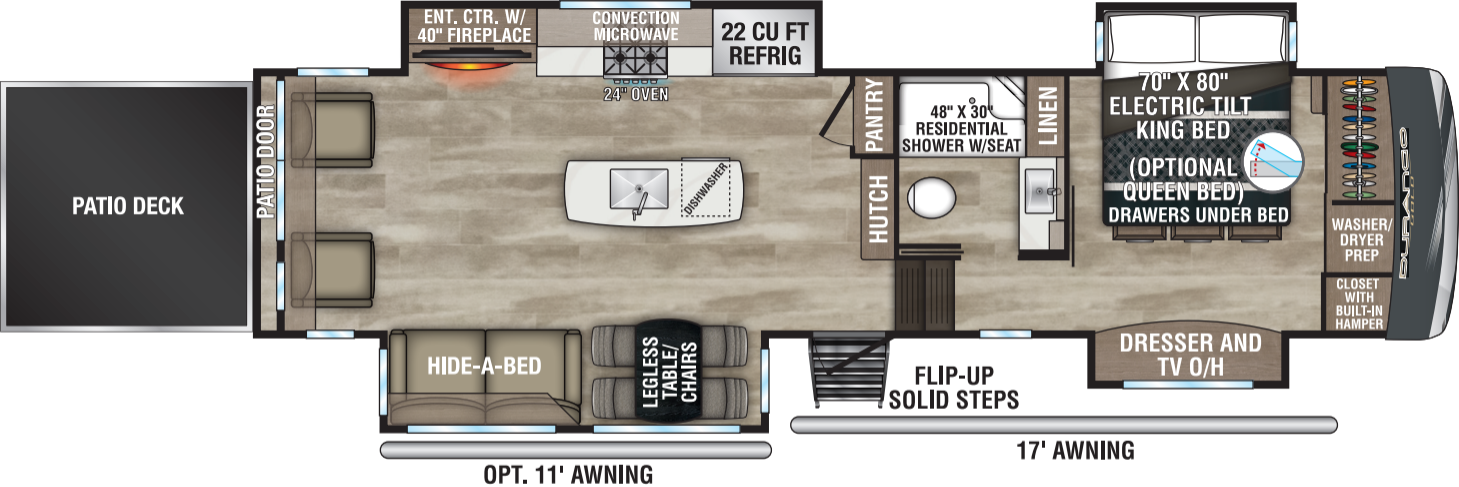 ENT. CTR. W/
40" FIREPLACE
CONVECTION
MICROWAVE
22 CU FT
REFRIG
24" OVEN
PATIO DECK
PATIO DOOR
DISHWASHER
PANTRY
HUTCH
48" X 30"
RESIDENTIAL
SHOWER W/SEAT
LINEN
70" X 80"
ELECTRIC TILT
KING BED
(OPTIONAL
QUEEN BED)
DRAWERS UNDER BED
WASHER/
DRYER
PREP
CLOSET
WITH
BUILT-IN
HAMPER
DURANGO
HIDE-A-BED
LEGLESS
TABLE/
CHAIRS
FLIP-UP
SOLID STEPS
DRESSER AND
TV O/H
17' AWNING
OPT. 11' AWNING